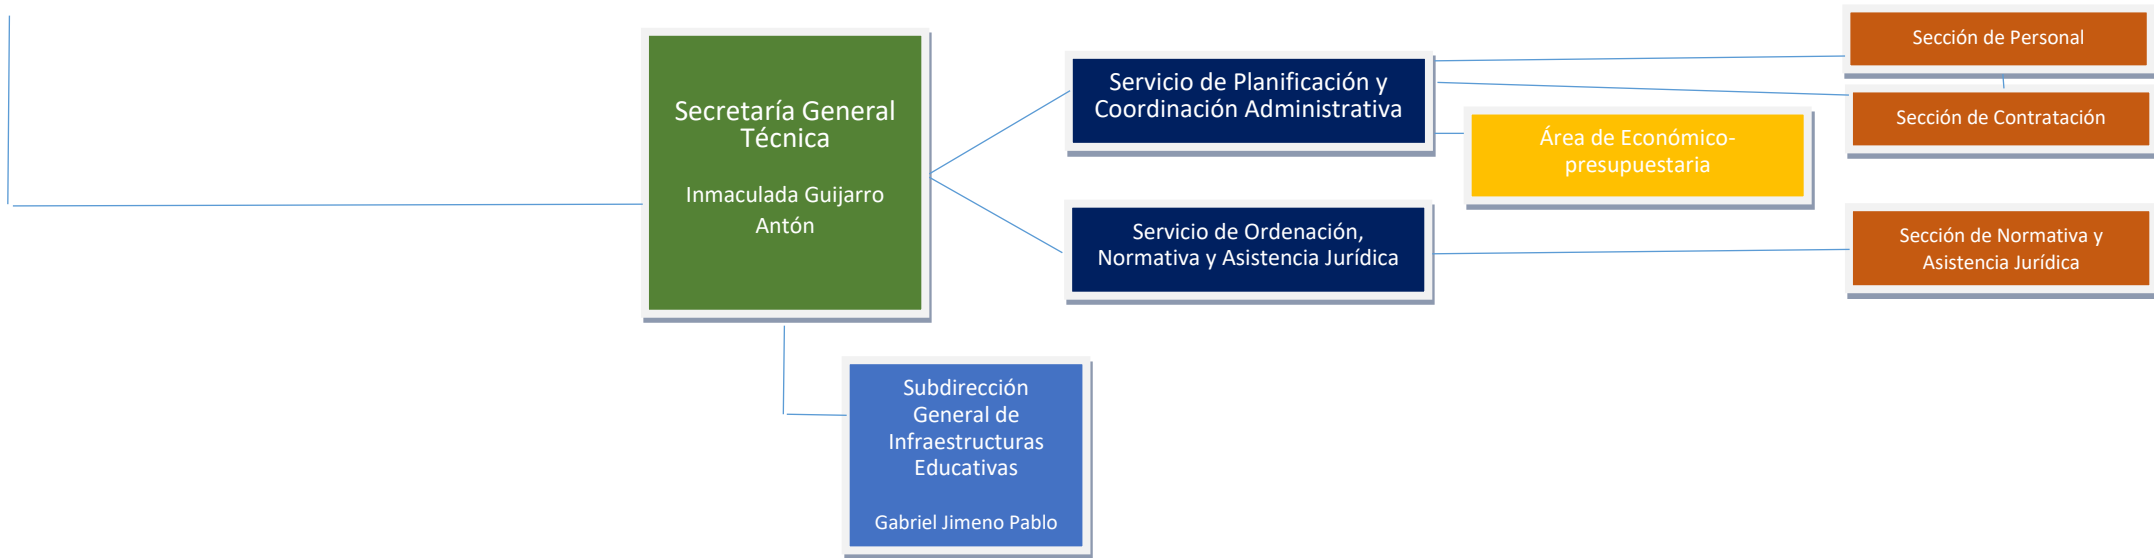 Secretaría General
Técnica
Inmaculada Guijarro
Antón
Servicio de Planificación y
Coordinación Administrativa
Sección de Personal
Sección de Contratación
Área de Económico-
presupuestaria
Servicio de Ordenación,
Normativa y Asistencia Jurídica
Sección de Normativa y
Asistencia Jurídica
Subdirección
General de
Infraestructuras
Educativas
Gabriel Jimeno Pablo